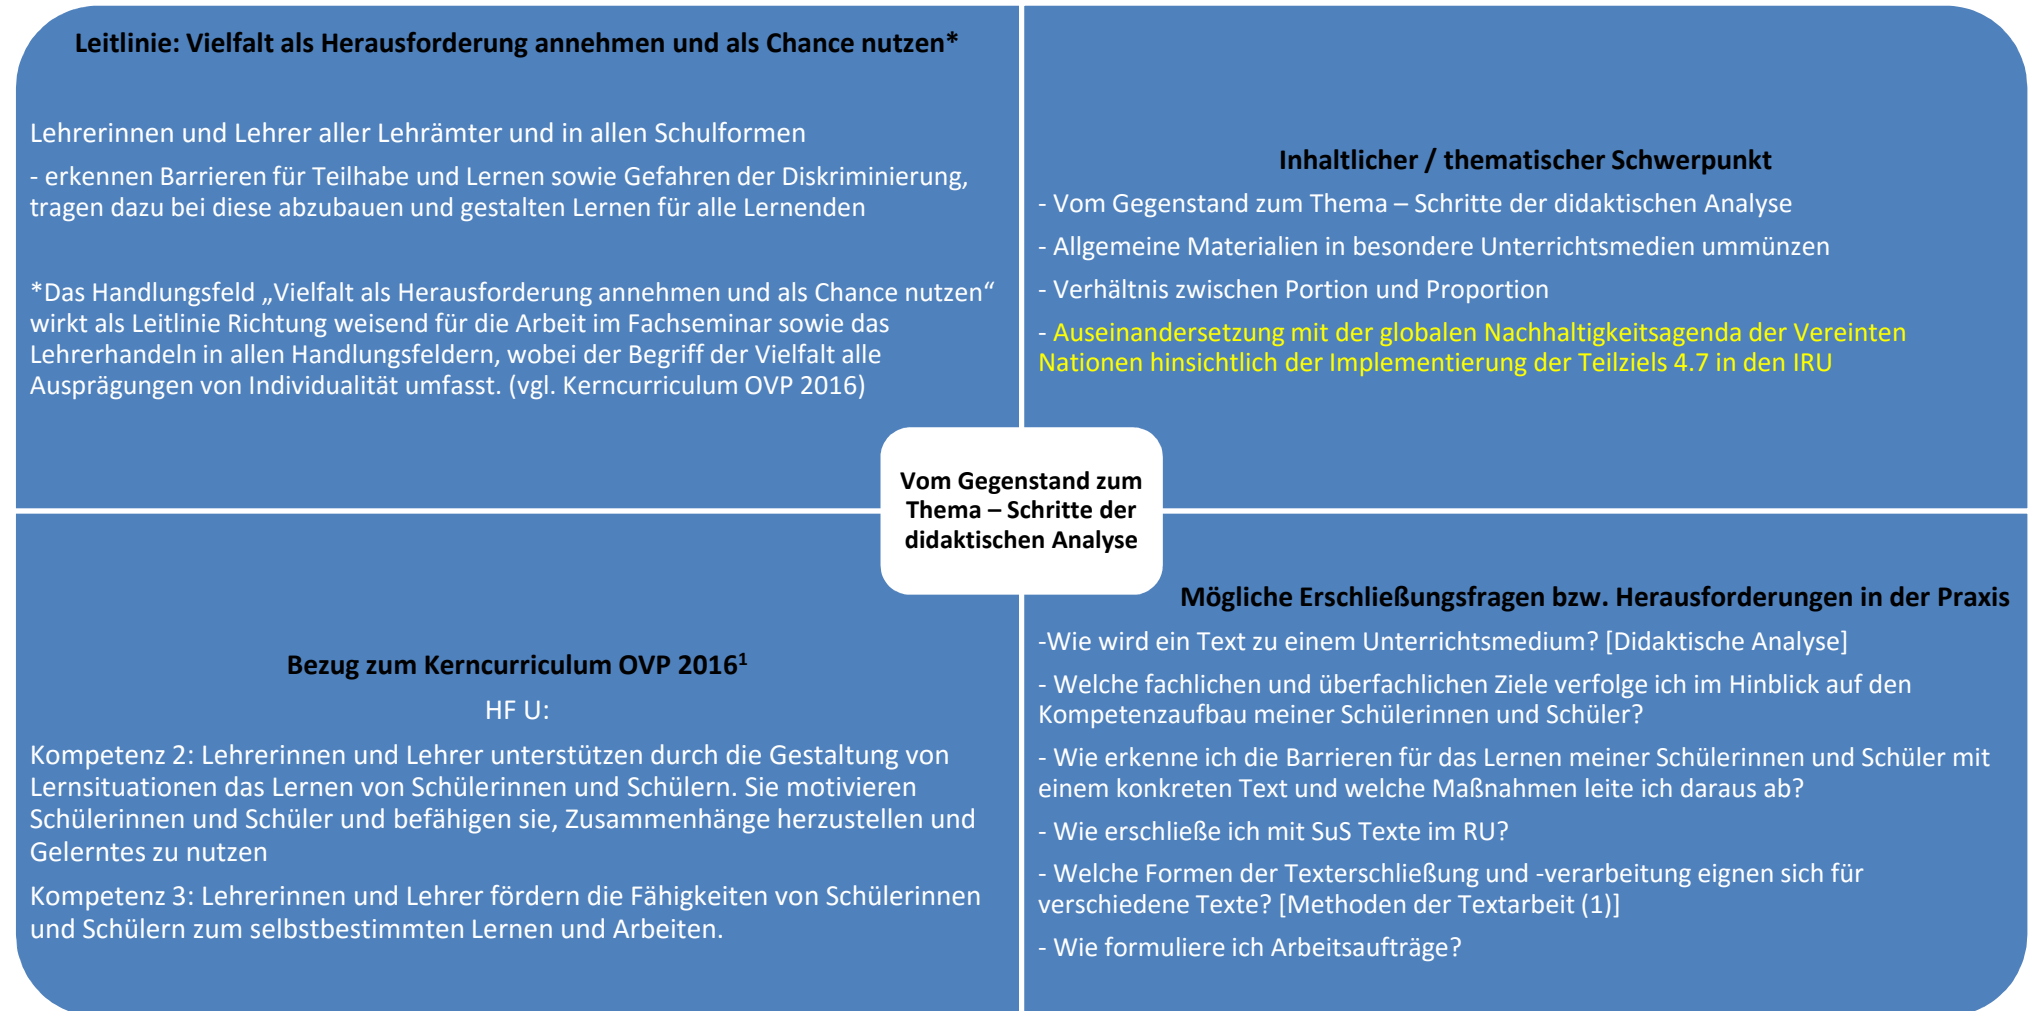 Leitlinie: Vielfalt als Herausforderung annehmen und als Chance nutzen*
Lehrerinnen und Lehrer aller Lehrämter und in allen Schulformen
- erkennen Barrieren für Teilhabe und Lernen sowie Gefahren der Diskriminierung,
tragen dazu bei diese abzubauen und gestalten Lernen für alle Lernenden
*Das Handlungsfeld „Vielfalt als Herausforderung annehmen und als Chance nutzen“
wirkt als Leitlinie Richtung weisend für die Arbeit im Fachseminar sowie das
Lehrerhandeln in allen Handlungsfeldern, wobei der Begriff der Vielfalt alle
Ausprägungen von Individualität umfasst. (vgl. Kerncurriculum OVP 2016)
Inhaltlicher / thematischer Schwerpunkt
- Vom Gegenstand zum Thema – Schritte der didaktischen Analyse
- Allgemeine Materialien in besondere Unterrichtsmedien ummünzen
- Verhältnis zwischen Portion und Proportion
- Auseinandersetzung mit der globalen Nachhaltigkeitsagenda der Vereinten
Nationen hinsichtlich der Implementierung der Teilziels 4.7 in den IRU
Vom Gegenstand zum
Thema – Schritte der
didaktischen Analyse
Bezug zum Kerncurriculum OVP 2016¹
HF U:
Kompetenz 2: Lehrerinnen und Lehrer unterstützen durch die Gestaltung von
Lernsituationen das Lernen von Schülerinnen und Schülern. Sie motivieren
Schülerinnen und Schüler und befähigen sie, Zusammenhänge herzustellen und
Gelerntes zu nutzen
Kompetenz 3: Lehrerinnen und Lehrer fördern die Fähigkeiten von Schülerinnen
und Schülern zum selbstbestimmten Lernen und Arbeiten.
Mögliche Erschließungsfragen bzw. Herausforderungen in der Praxis
-Wie wird ein Text zu einem Unterrichtsmedium? [Didaktische Analyse]
- Welche fachlichen und überfachlichen Ziele verfolge ich im Hinblick auf den
Kompetenzaufbau meiner Schülerinnen und Schüler?
- Wie erkenne ich die Barrieren für das Lernen meiner Schülerinnen und Schüler mit
einem konkreten Text und welche Maßnahmen leite ich daraus ab?
- Wie erschließe ich mit SuS Texte im RU?
- Welche Formen der Texterschließung und -verarbeitung eignen sich für
verschiedene Texte? [Methoden der Textarbeit (1)]
- Wie formuliere ich Arbeitsaufträge?